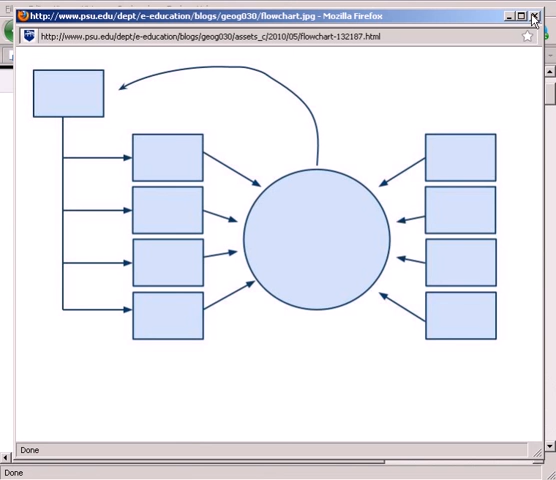 http://www.psu.edu/dept/e-education/blogs/geog030/flowchart.jpg - Mozilla Firefox
http://www.psu.edu/dept/e-education/blogs/geog030/assets_c/2010/05/flowchart-132187.html
Done
Done